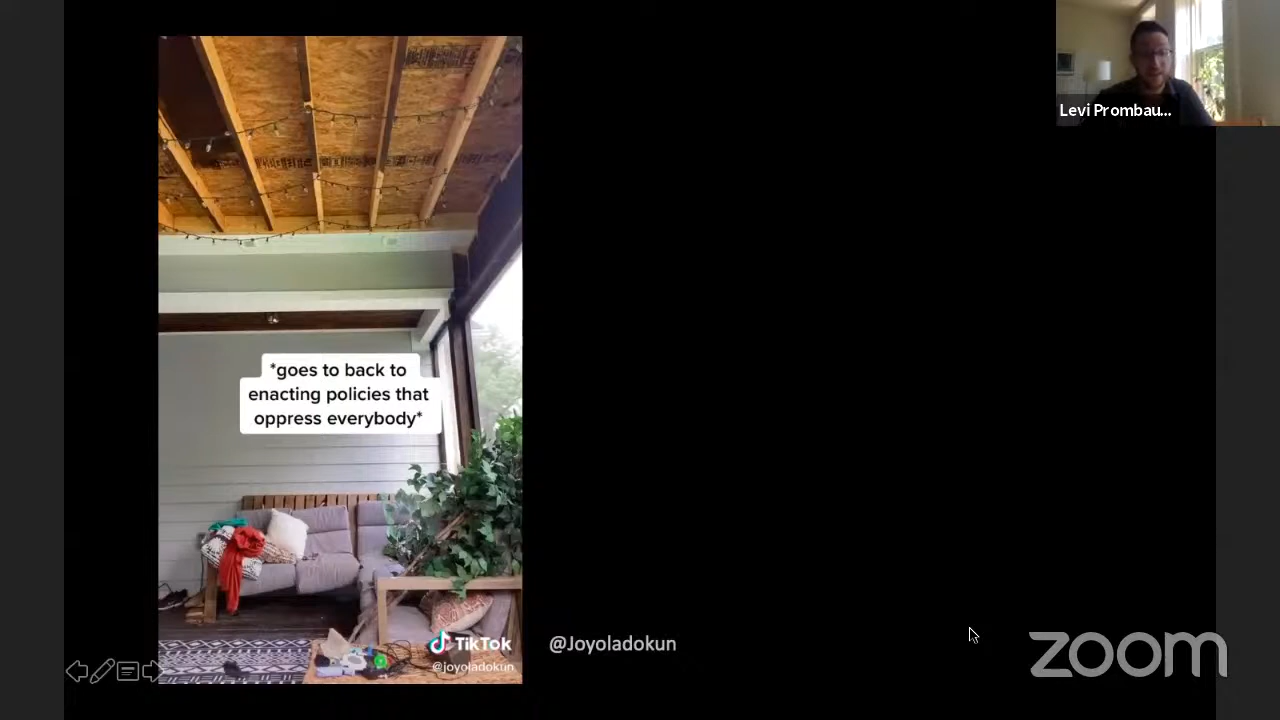 Levi Prombau...
*goes to back to
enacting policies that
oppress everybody*
TikTok
@joyoladokun
@Joyoladokun
zoom